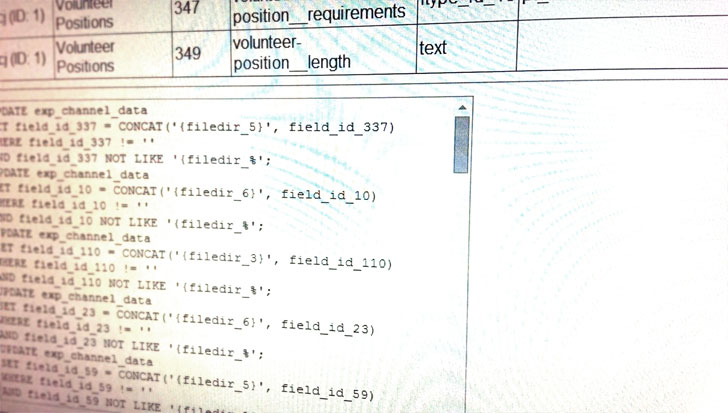 (ID: 1) Volunteer Positions 347 position__requirements
(ID: 1) Volunteer Positions 349 volunteer-position__length text
PDATE exp_channel_data
ET field_id_337 = CONCAT('{filedir_5}', field_id_337)
HERE field_id_337 != ''
ND field_id_337 NOT LIKE '{filedir_%';
PDATE exp_channel_data
ET field_id_10 = CONCAT('{filedir_6}', field_id_10)
HERE field_id_10 != ''
ND field_id_10 NOT LIKE '{filedir_%';
PDATE exp_channel_data
ET field_id_110 = CONCAT('{filedir_3}', field_id_110)
HERE field_id_110 != ''
AND field_id_110 NOT LIKE '{filedir_%';
UPDATE exp_channel_data
SET field_id_23 = CONCAT('{filedir_6}', field_id_23)
WHERE field_id_23 != ''
AND field_id_23 NOT LIKE '{filedir_%';
UPDATE exp_channel_data
SET field_id_59 = CONCAT('{filedir_5}', field_id_59)
WHERE field_id_59 != ''
AND field_id_59 NOT LIKE